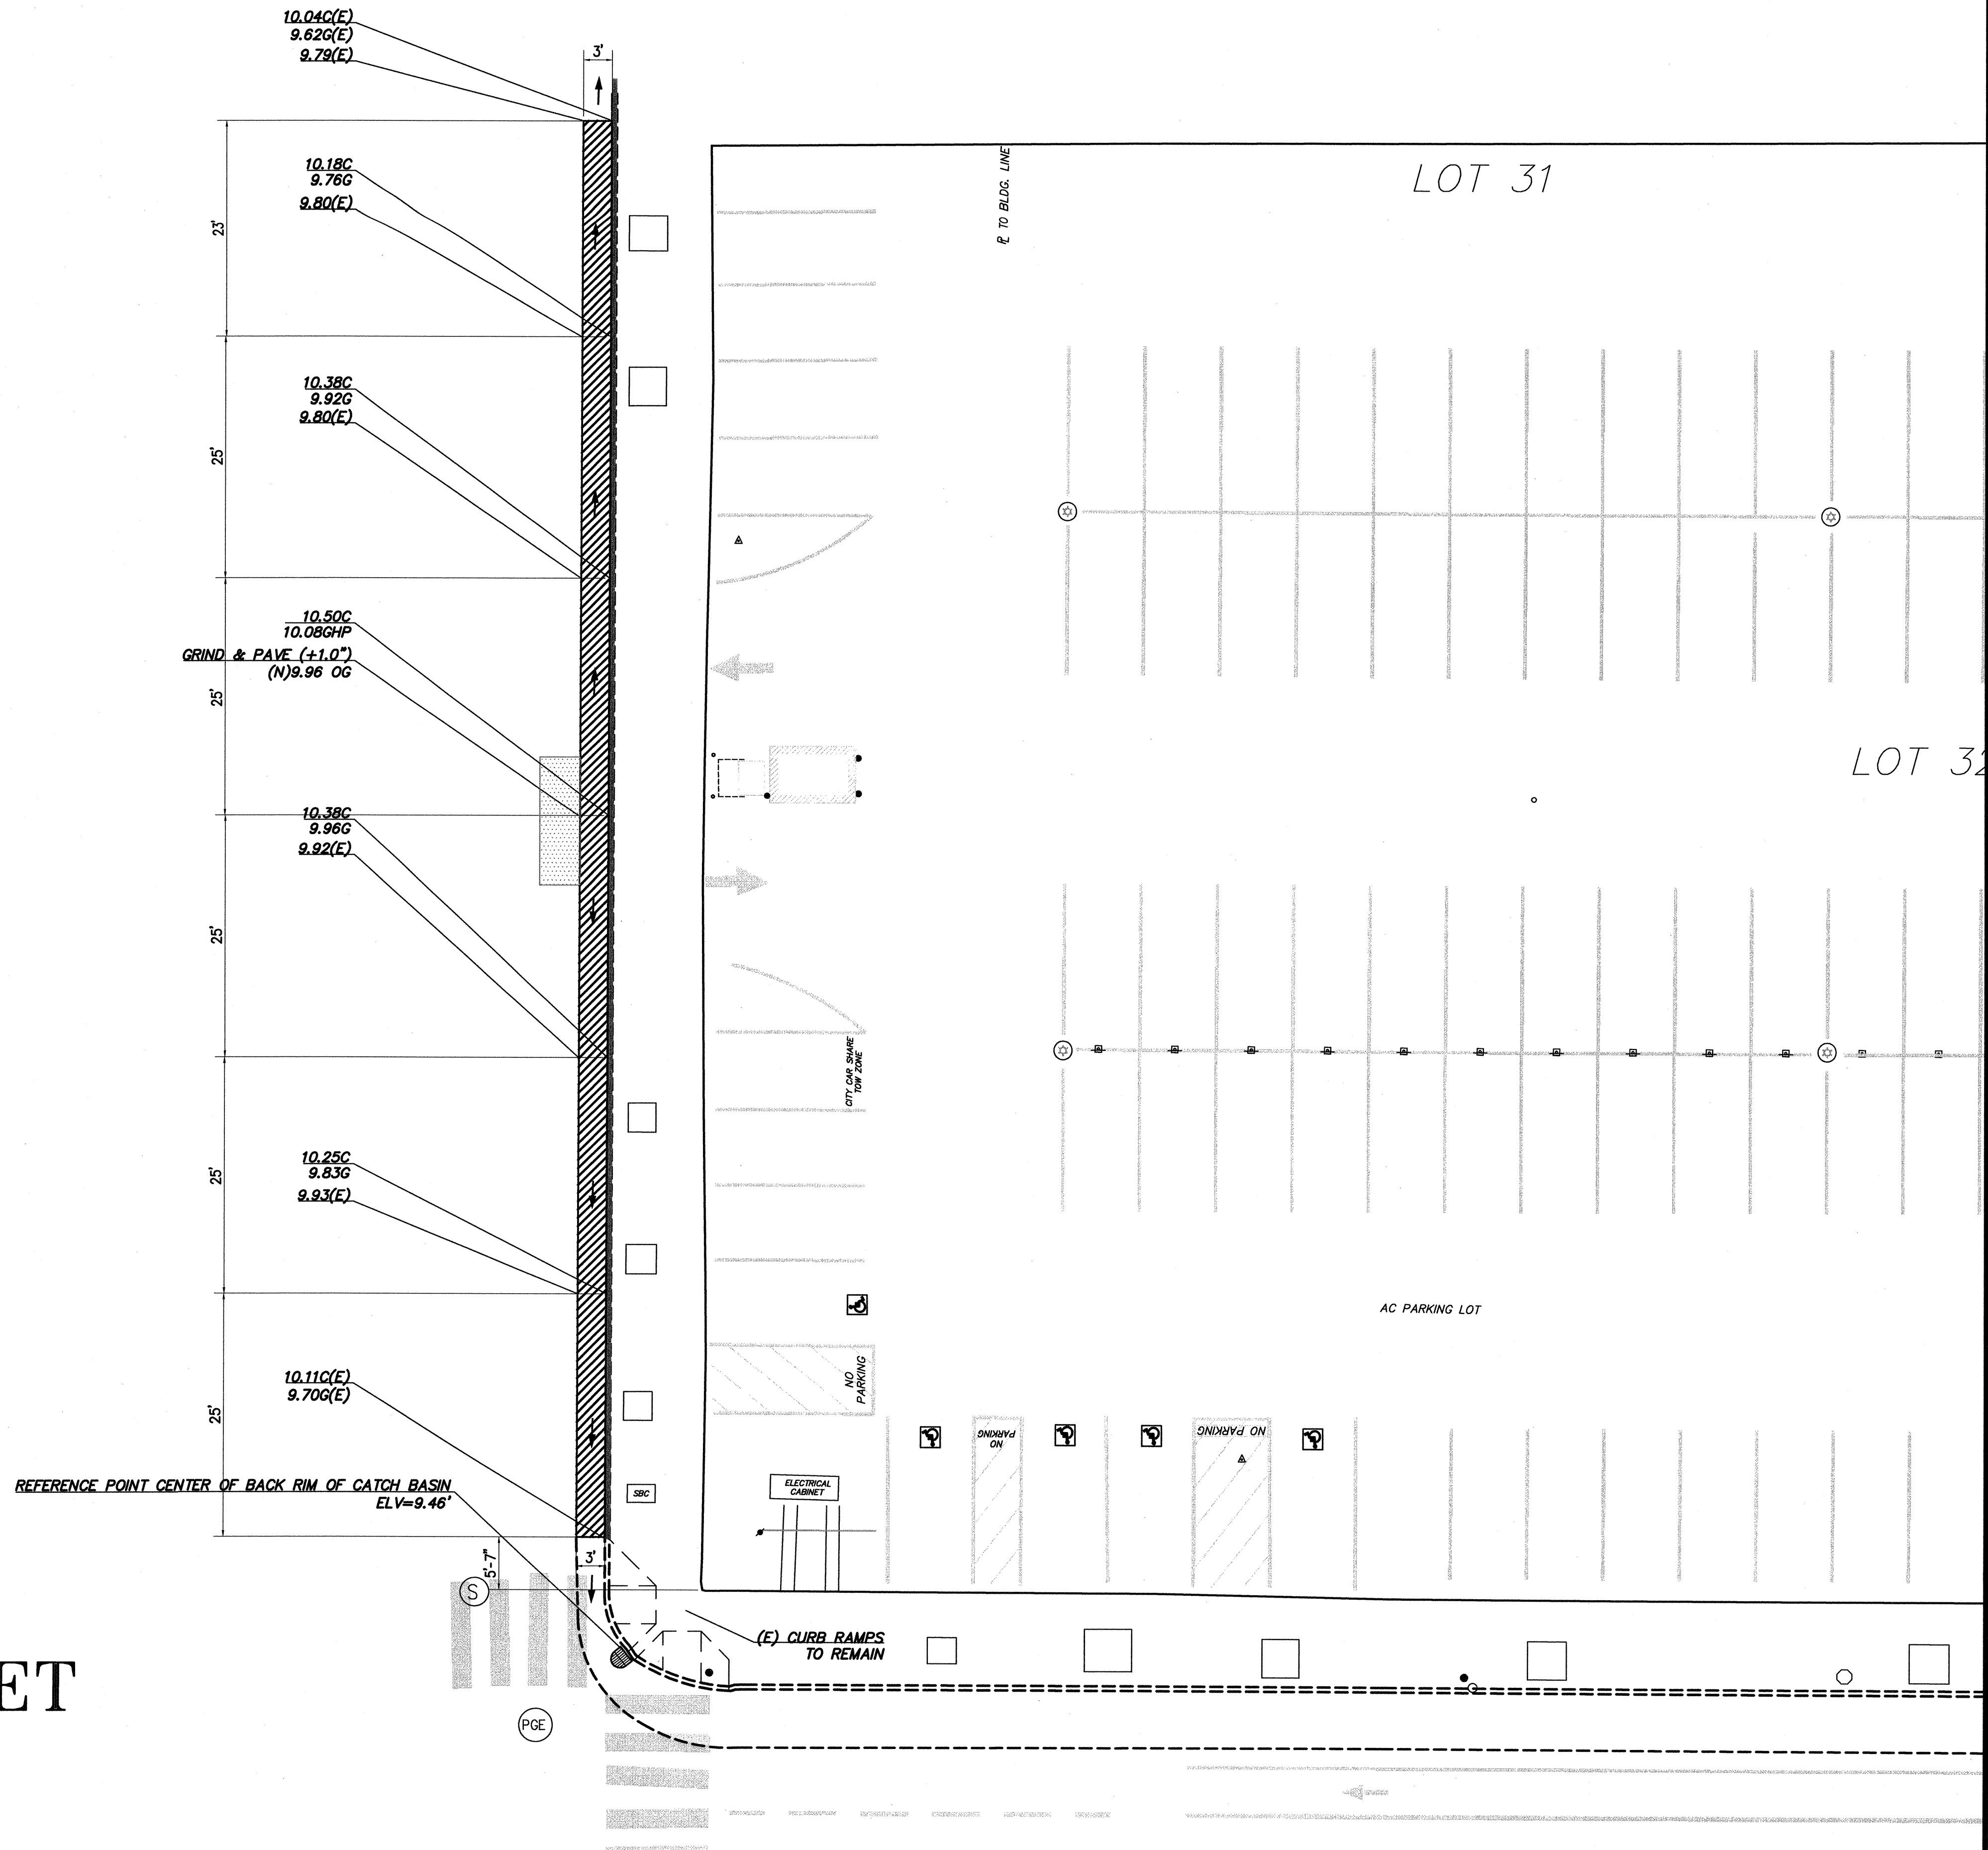 10.04C(E)
9.62G(E)
9.79(E)
3'
10.18C
9.76G
9.80(E)
23'
10.38C
9.92G
9.80(E)
25'
10.50C
10.08GHP
GRIND & PAVE (+1.0")
(N)9.96 OG
25'
10.38C
9.96G
9.92(E)
25'
10.25C
9.83G
9.93(E)
25'
10.11C(E)
9.70G(E)
25'
REFERENCE POINT CENTER OF BACK RIM OF CATCH BASIN
ELV=9.46'
5'-7"
3'
S
PGE
ET
SBC
(E) CURB RAMPS
TO REMAIN
℄ TO BLDG. LINE
LOT 31
LOT 32
CITY CAR SHARE
TOW ZONE
AC PARKING LOT
NO
PARKING
NO
PARKING
NO PARKING
ELECTRICAL
CABINET